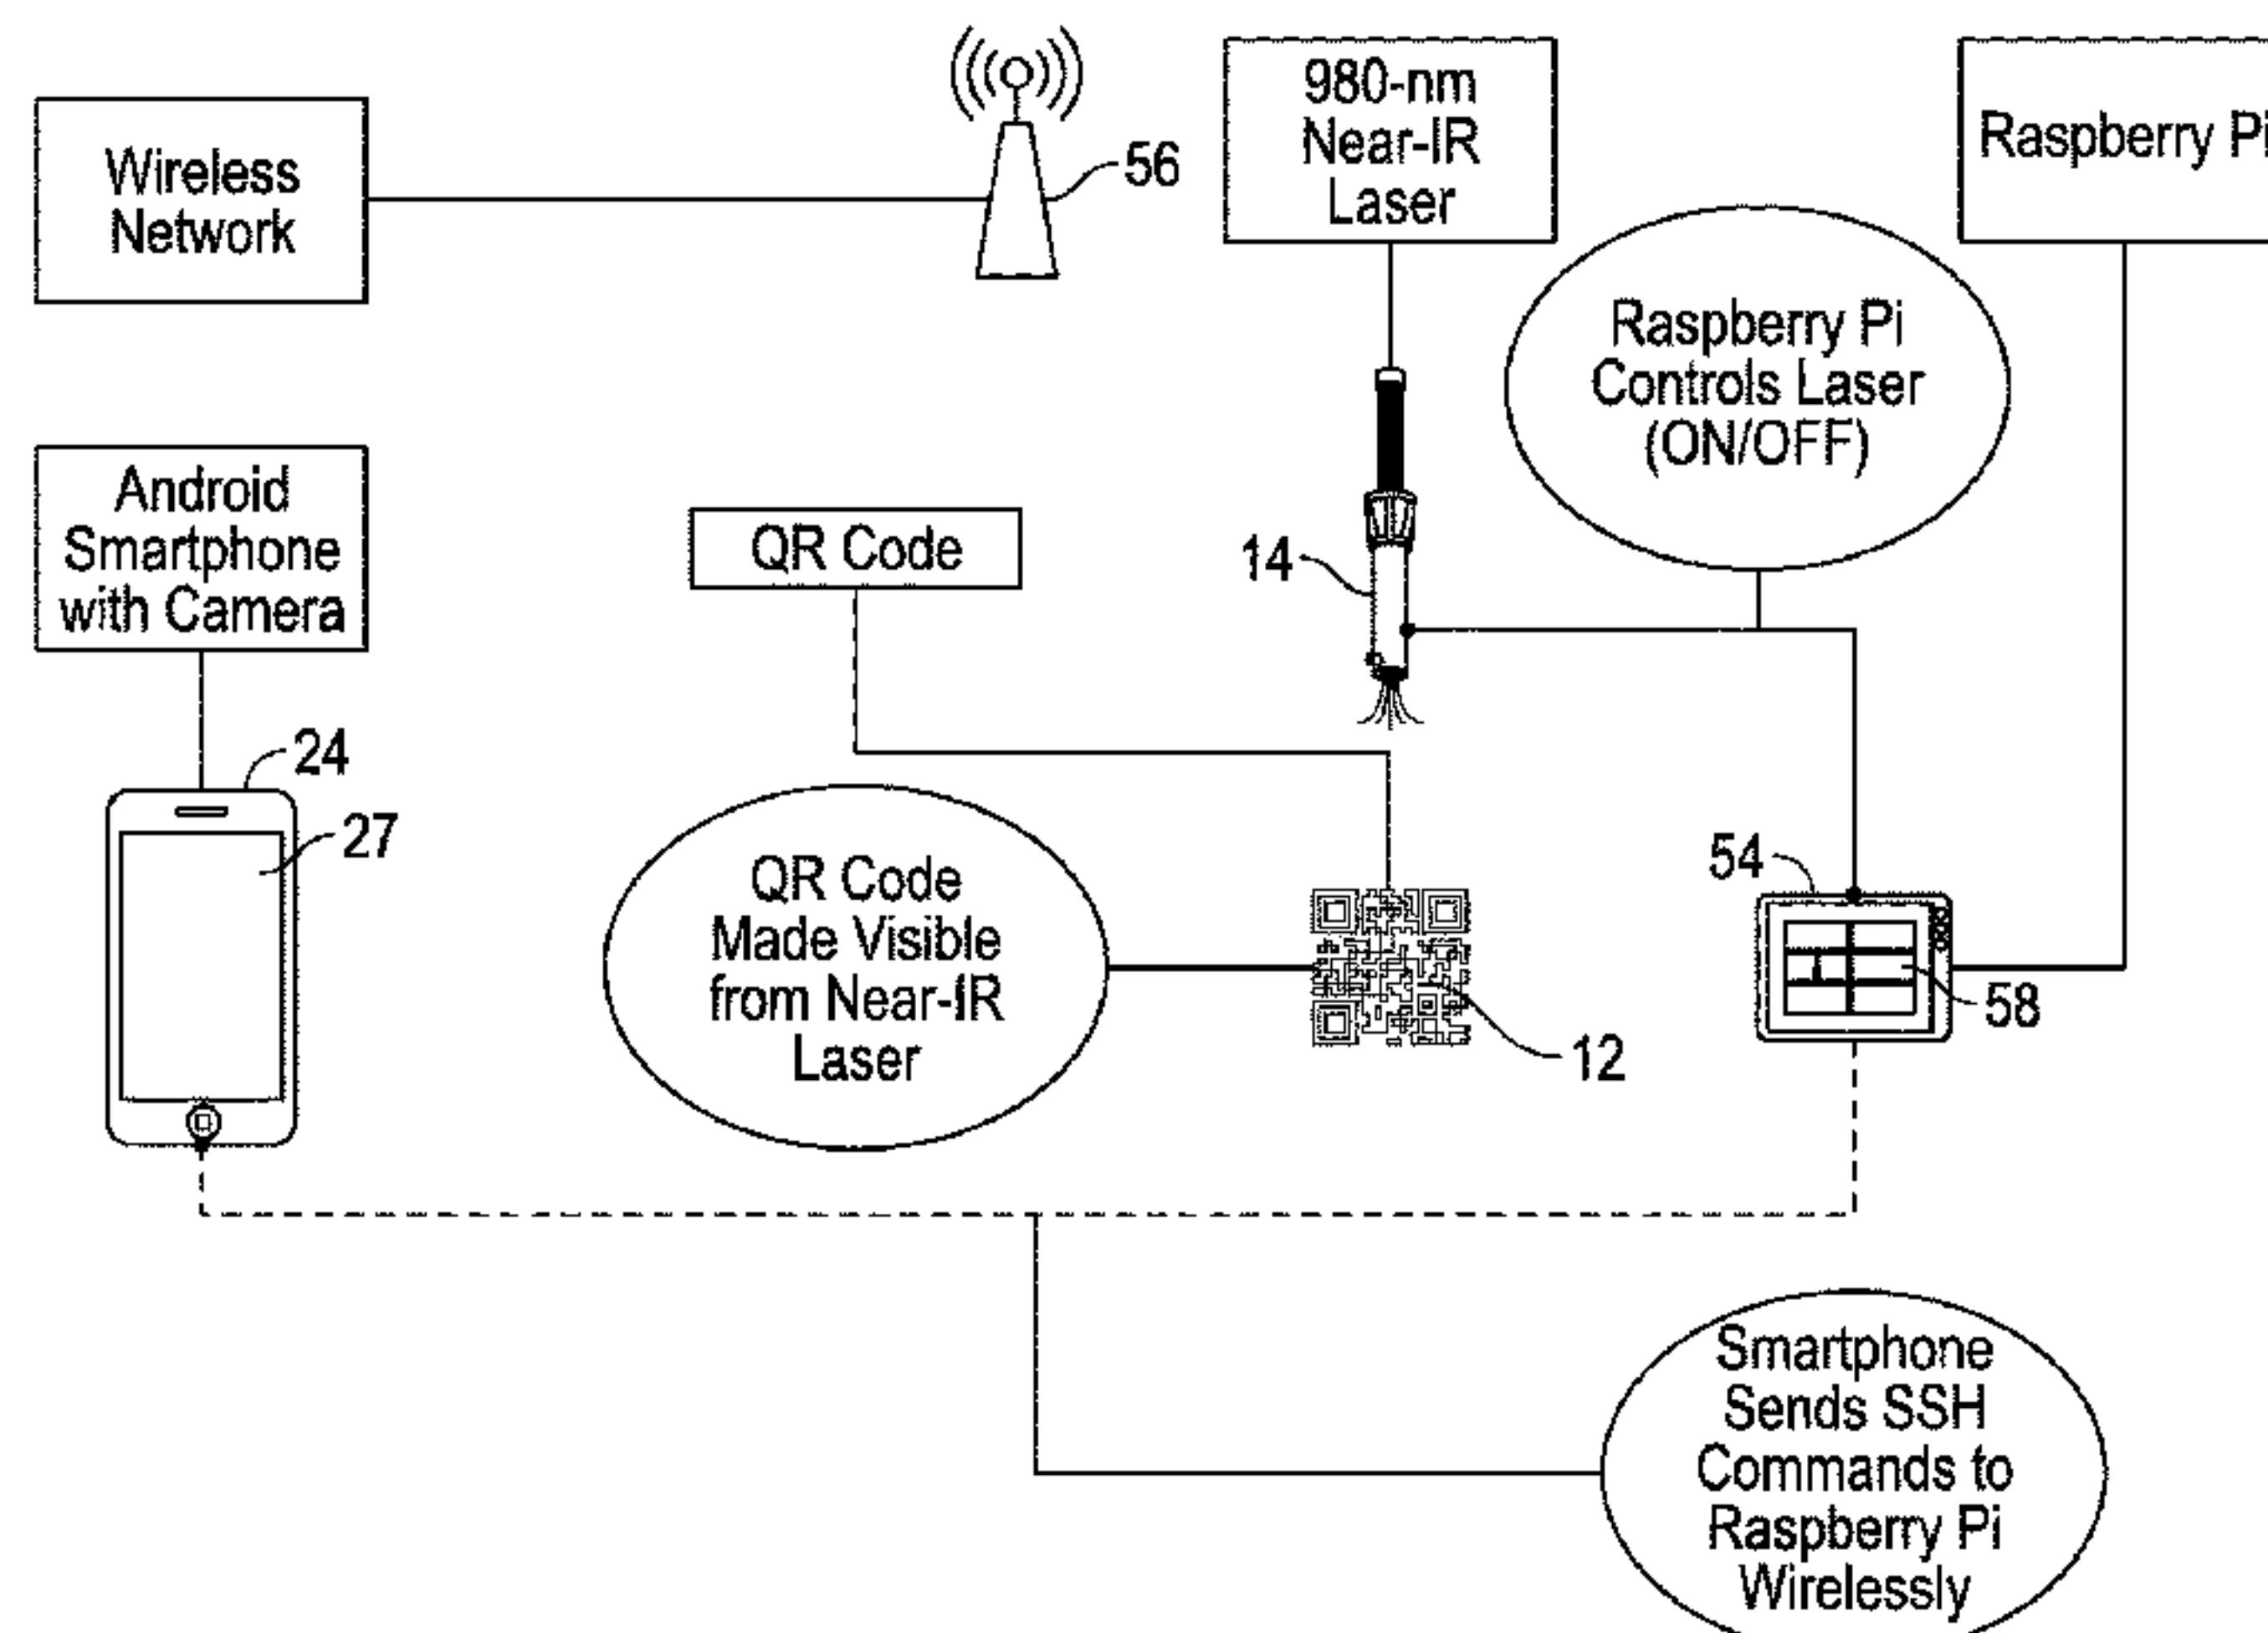 Wireless
Network
56
980-nm
Near-IR
Laser
Raspberry Pi
Raspberry Pi
Controls Laser
(ON/OFF)
Android
Smartphone
with Camera
QR Code
14
24
27
QR Code
Made Visible
from Near-IR
Laser
12
54
58
Smartphone
Sends SSH
Commands to
Raspberry Pi
Wirelessly